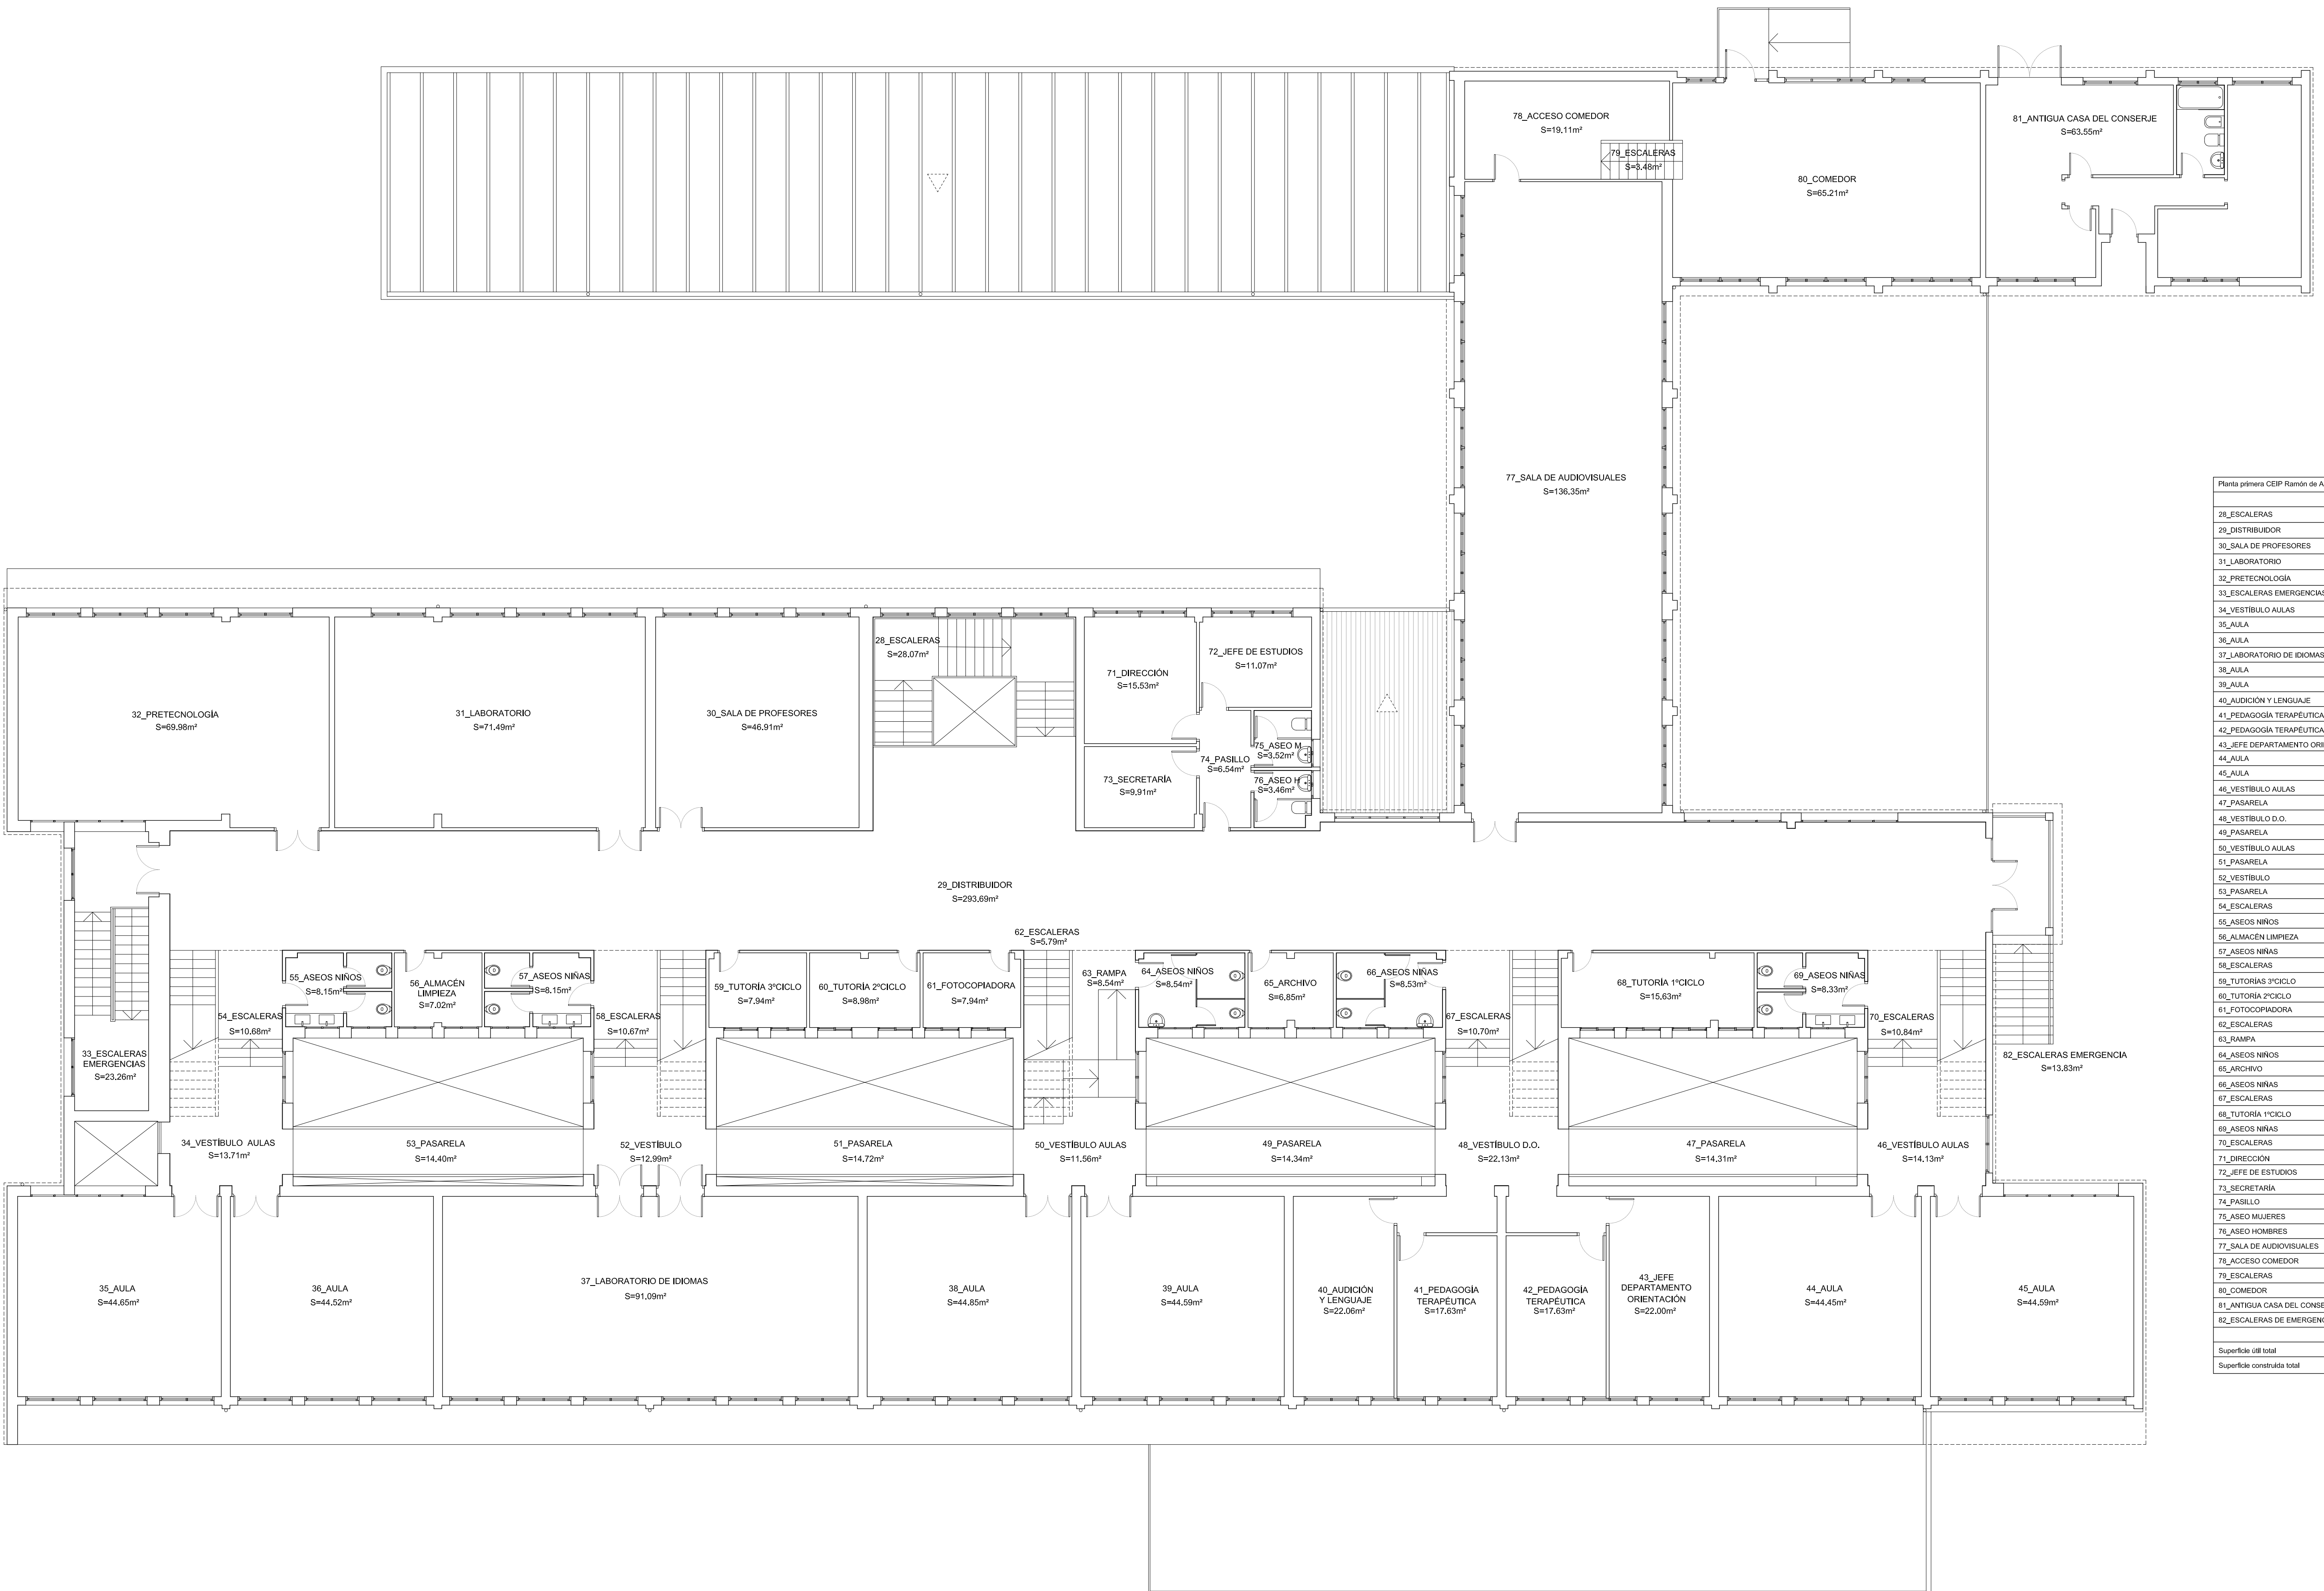 78_ACCESO COMEDOR
S=19.11m²
79_ESCALERAS
S=3.48m²
80_COMEDOR
S=65.21m²
81_ANTIGUA CASA DEL CONSERJE
S=63.55m²
77_SALA DE AUDIOVISUALES
S=136.35m²
28_ESCALERAS
S=28.07m²
71_DIRECCIÓN
S=15.53m²
72_JEFE DE ESTUDIOS
S=11.07m²
32_PRETECNOLOGÍA
S=69.98m²
31_LABORATORIO
S=71.49m²
30_SALA DE PROFESORES
S=46.91m²
73_SECRETARÍA
S=9.91m²
74_PASILLO
S=6.54m²
75_ASEO M
S=3.52m²
76_ASEO H
S=3.46m²
29_DISTRIBUIDOR
S=293.69m²
62_ESCALERAS
S=5.79m²
55_ASEOS NIÑOS
S=8.15m²
56_ALMACÉN
LIMPIEZA
S=7.02m²
57_ASEOS NIÑAS
S=8.15m²
59_TUTORÍA 3ºCICLO
S=7.94m²
60_TUTORÍA 2ºCICLO
S=8.98m²
61_FOTOCOPIADORA
S=7.94m²
63_RAMPA
S=8.54m²
64_ASEOS NIÑOS
S=8.54m²
65_ARCHIVO
S=6.85m²
66_ASEOS NIÑAS
S=8.53m²
68_TUTORÍA 1ºCICLO
S=15.63m²
69_ASEOS NIÑAS
S=8.33m²
54_ESCALERAS
S=10.68m²
58_ESCALERAS
S=10.67m²
67_ESCALERAS
S=10.70m²
70_ESCALERAS
S=10.84m²
33_ESCALERAS
EMERGENCIAS
S=23.26m²
82_ESCALERAS EMERGENCIA
S=13.83m²
34_VESTÍBULO AULAS
S=13.71m²
53_PASARELA
S=14.40m²
52_VESTÍBULO
S=12.99m²
51_PASARELA
S=14.72m²
50_VESTÍBULO AULAS
S=11.56m²
49_PASARELA
S=14.34m²
48_VESTÍBULO D.O.
S=22.13m²
47_PASARELA
S=14.31m²
46_VESTÍBULO AULAS
S=14.13m²
35_AULA
S=44.65m²
36_AULA
S=44.52m²
37_LABORATORIO DE IDIOMAS
S=91.09m²
38_AULA
S=44.85m²
39_AULA
S=44.59m²
40_AUDICIÓN
Y LENGUAJE
S=22.06m²
41_PEDAGOGÍA
TERAPÉUTICA
S=17.63m²
42_PEDAGOGÍA
TERAPÉUTICA
S=17.63m²
43_JEFE
DEPARTAMENTO
ORIENTACIÓN
S=22.00m²
44_AULA
S=44.45m²
45_AULA
S=44.59m²
Planta primera CEIP Ramón de A
28_ESCALERAS
29_DISTRIBUIDOR
30_SALA DE PROFESORES
31_LABORATORIO
32_PRETECNOLOGÍA
33_ESCALERAS EMERGENCIAS
34_VESTÍBULO AULAS
35_AULA
36_AULA
37_LABORATORIO DE IDIOMAS
38_AULA
39_AULA
40_AUDICIÓN Y LENGUAJE
41_PEDAGOGÍA TERAPÉUTICA
42_PEDAGOGÍA TERAPÉUTICA
43_JEFE DEPARTAMENTO ORI
44_AULA
45_AULA
46_VESTÍBULO AULAS
47_PASARELA
48_VESTÍBULO D.O.
49_PASARELA
50_VESTÍBULO AULAS
51_PASARELA
52_VESTÍBULO
53_PASARELA
54_ESCALERAS
55_ASEOS NIÑOS
56_ALMACÉN LIMPIEZA
57_ASEOS NIÑAS
58_ESCALERAS
59_TUTORÍAS 3ºCICLO
60_TUTORÍA 2ºCICLO
61_FOTOCOPIADORA
62_ESCALERAS
63_RAMPA
64_ASEOS NIÑOS
65_ARCHIVO
66_ASEOS NIÑAS
67_ESCALERAS
68_TUTORÍA 1ºCICLO
69_ASEOS NIÑAS
70_ESCALERAS
71_DIRECCIÓN
72_JEFE DE ESTUDIOS
73_SECRETARÍA
74_PASILLO
75_ASEO MUJERES
76_ASEO HOMBRES
77_SALA DE AUDIOVISUALES
78_ACCESO COMEDOR
79_ESCALERAS
80_COMEDOR
81_ANTIGUA CASA DEL CONSE
82_ESCALERAS DE EMERGENC
Superficie útil total
Superficie construida total